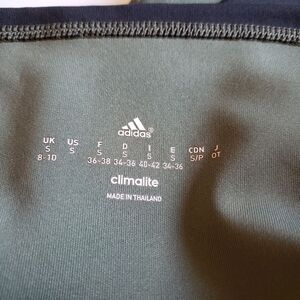 adidas®
UK US F D I E CDN J
S S S S S S S/P OT
8-10 36-38 34-36 40-42 34-36
climalite
MADE IN THAILAND